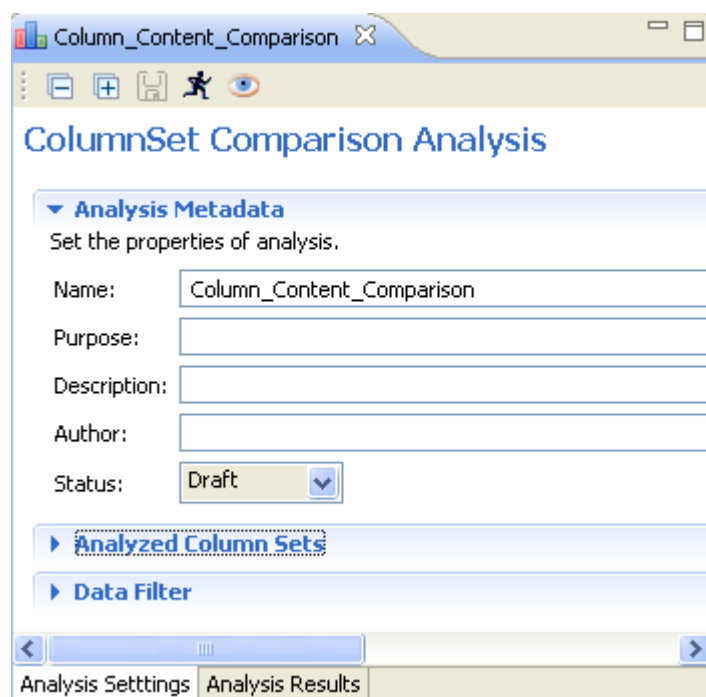 Column_Content_Comparison
ColumnSet Comparison Analysis
Analysis Metadata
Set the properties of analysis.
Name: Column_Content_Comparison
Purpose:
Description:
Author:
Status: Draft
Analyzed Column Sets
Data Filter
Analysis Setttings Analysis Results